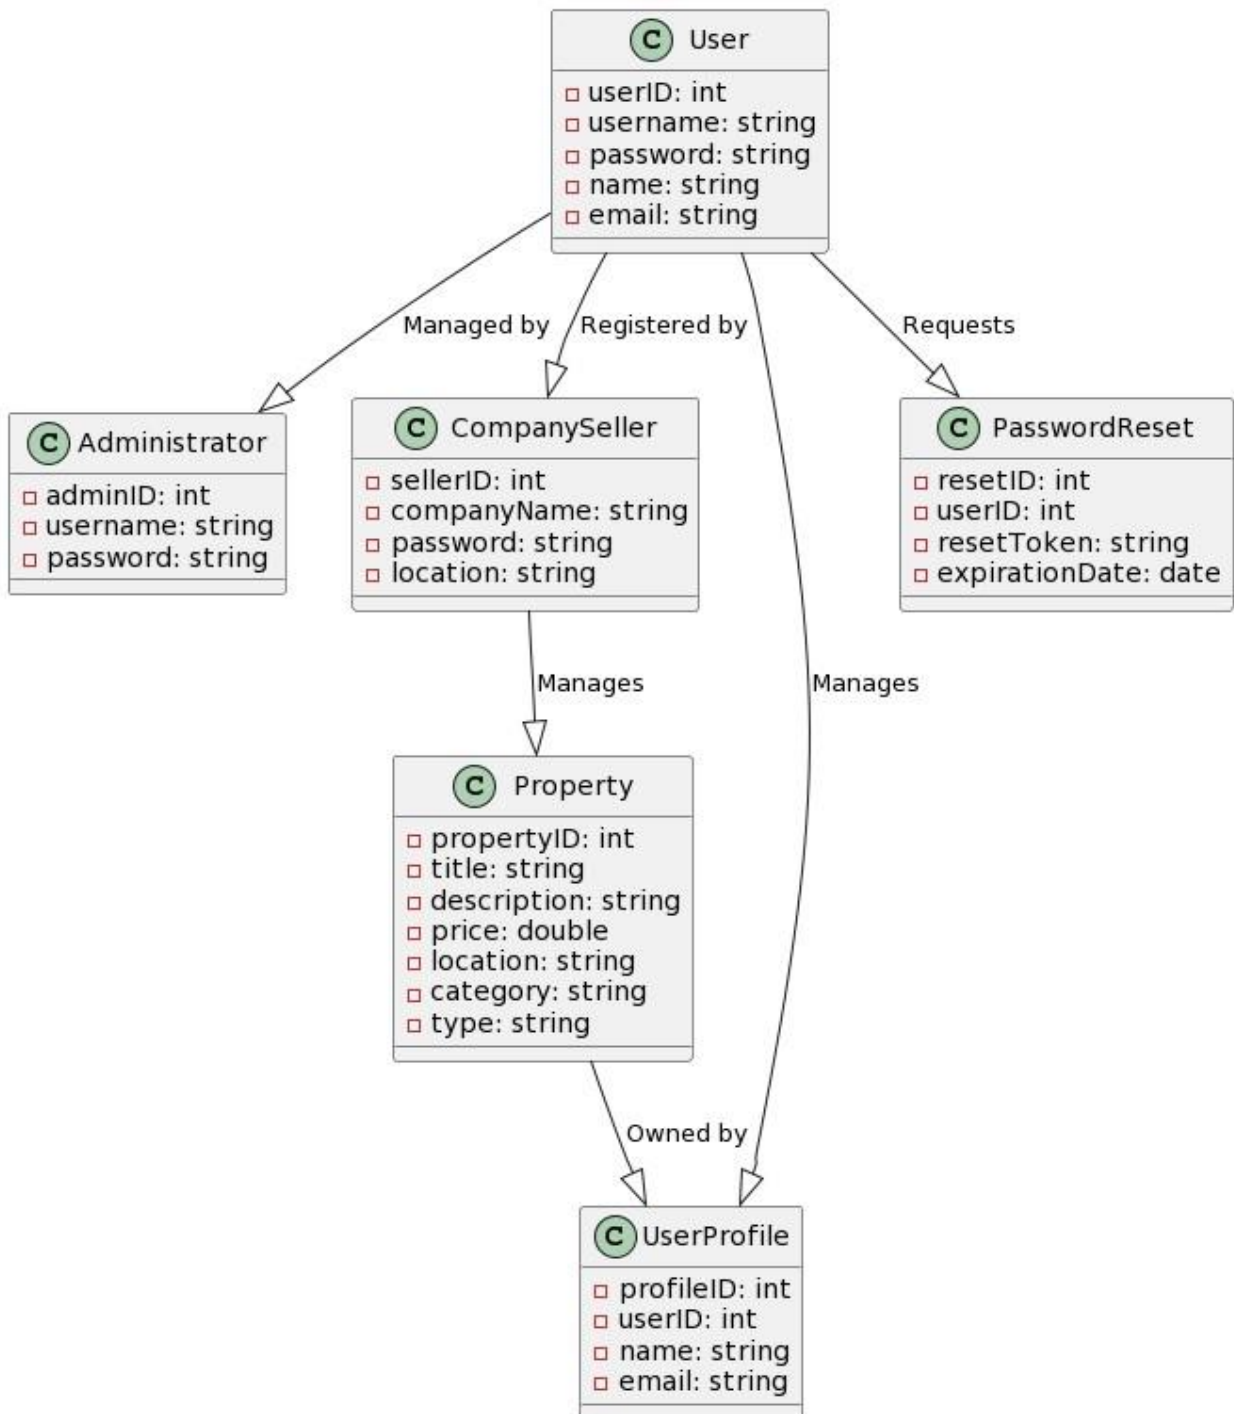 C User
userID: int
username: string
password: string
name: string
email: string
Managed by
Registered by
Requests
C Administrator
adminID: int
username: string
password: string
C CompanySeller
sellerID: int
companyName: string
password: string
location: string
C PasswordReset
resetID: int
userID: int
resetToken: string
expirationDate: date
Manages
Manages
C Property
propertyID: int
title: string
description: string
price: double
location: string
category: string
type: string
Owned by
C UserProfile
profileID: int
userID: int
name: string
email: string